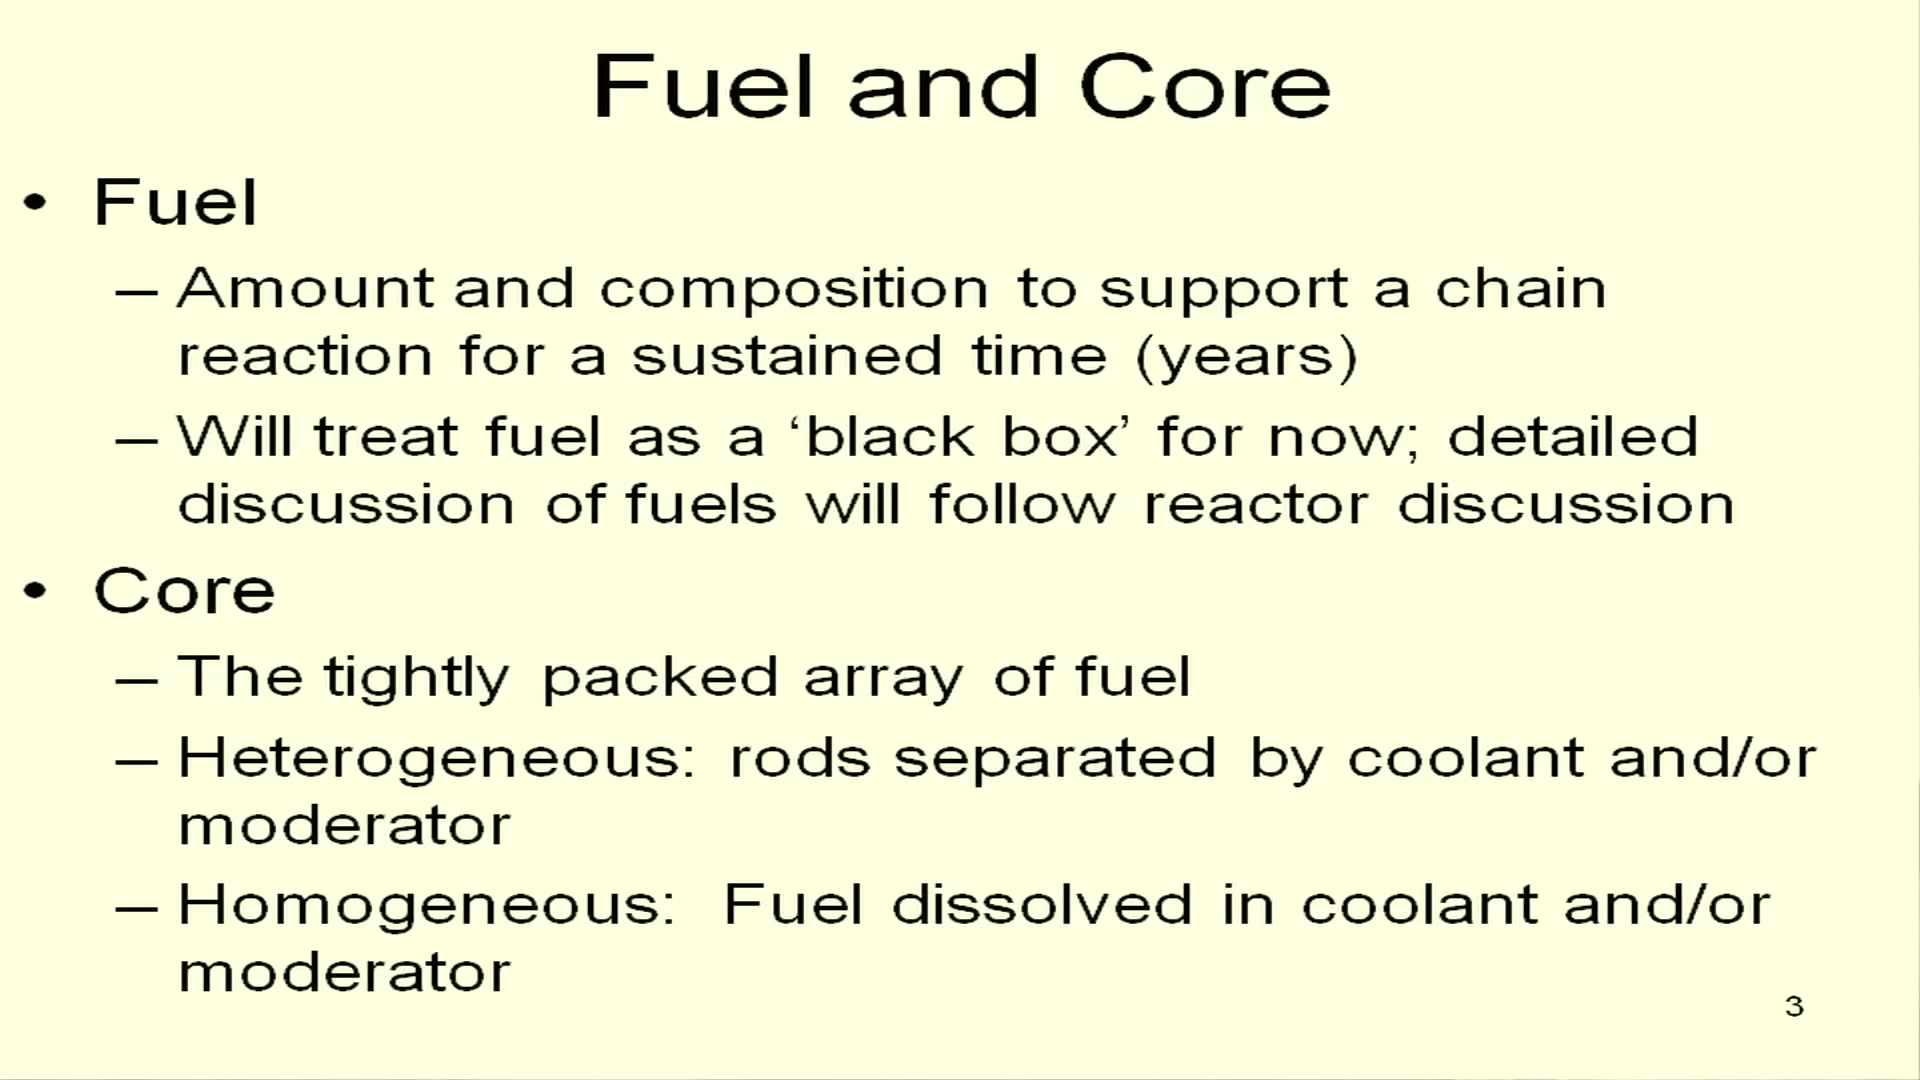 Fuel and Core
• Fuel
– Amount and composition to support a chain
reaction for a sustained time (years)
– Will treat fuel as a ‘black box’ for now; detailed
discussion of fuels will follow reactor discussion
• Core
– The tightly packed array of fuel
– Heterogeneous: rods separated by coolant and/or
moderator
– Homogeneous: Fuel dissolved in coolant and/or
moderator
3